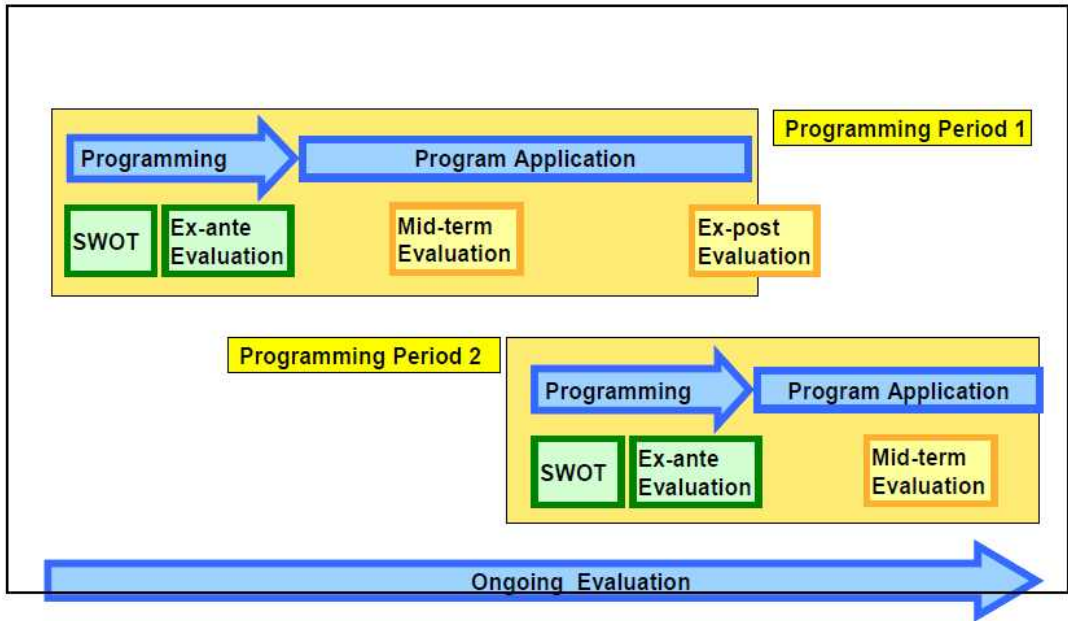 Programming Period 1
Programming
Program Application
SWOT
Ex-ante
Evaluation
Mid-term
Evaluation
Ex-post
Evaluation
Programming Period 2
Programming
Program Application
SWOT
Ex-ante
Evaluation
Mid-term
Evaluation
Ongoing Evaluation